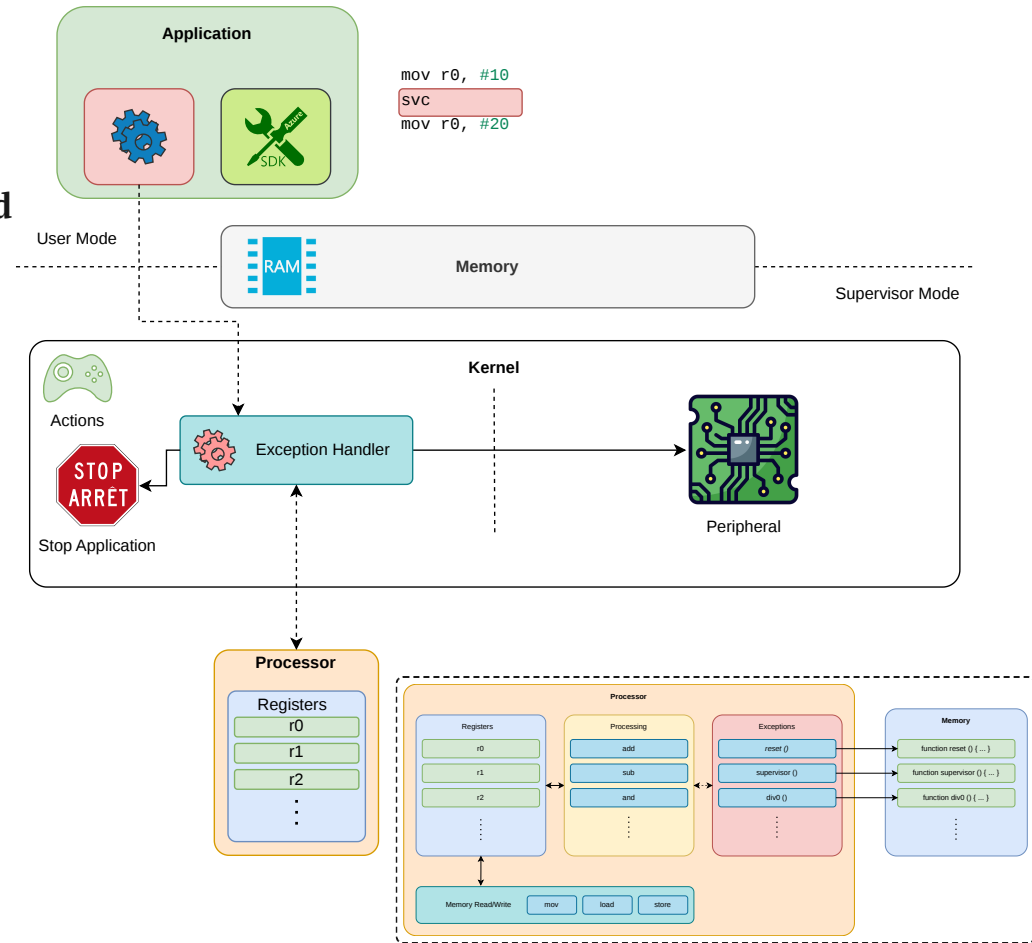 Application
mov r0, #10
svc
mov r0, #20
Azure
SDK
d
User Mode
RAM
Memory
Supervisor Mode
Kernel
Actions
Exception Handler
STOP
ARRÊT
Stop Application
Peripheral
Processor
Registers
r0
r1
r2
Processor
Registers
r0
r1
r2
Processing
add
sub
and
Exceptions
reset ()
supervisor ()
div0 ()
Memory
function reset () { ... }
function supervisor () { ... }
function div0 () { ... }
Memory Read/Write
mov
load
store